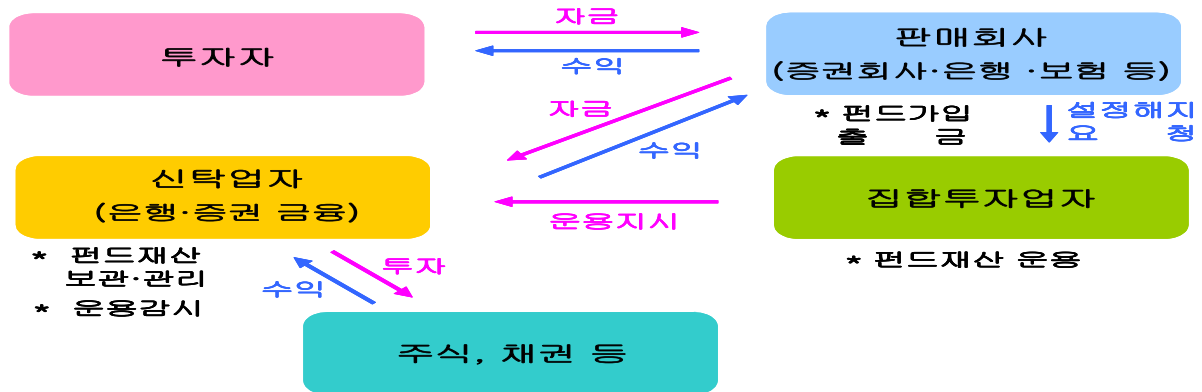 투자자
자금
수익
판매회사
(증권회사·은행 ·보험 등)
자금
수익
* 펀드가입
출 금
설정해지
요 청
신탁업자
(은행·증권 금융)
운용지시
집합투자업자
* 펀드재산
보관·관리
* 운용감시
수익
투자
* 펀드재산 운용
주식, 채권 등